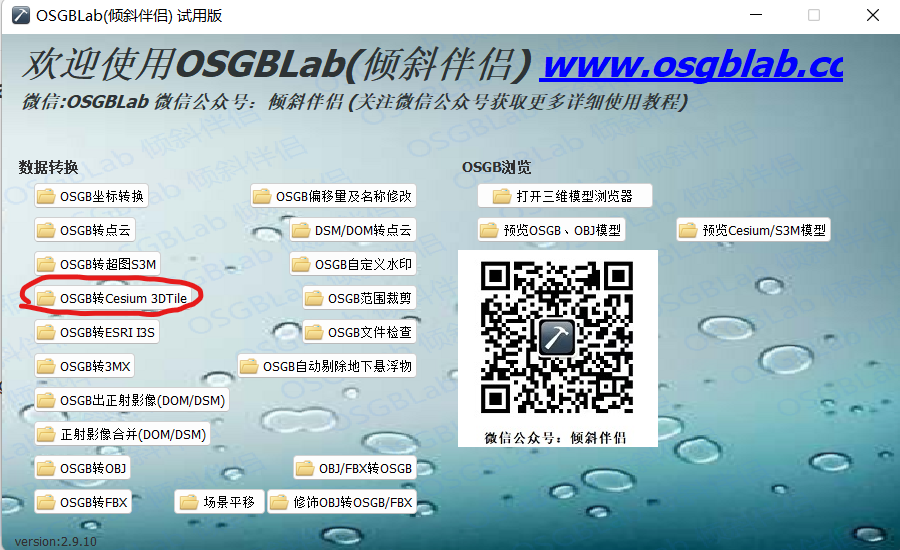 OSGBLab(倾斜伴侣) 试用版
欢迎使用OSGBLab(倾斜伴侣) www.osgblab.cc
微信:OSGBLab 微信公众号：倾斜伴侣 (关注微信公众号获取更多详细使用教程)
数据转换
OSGB浏览
OSGB坐标转换
OSGB偏移量及名称修改
打开三维模型浏览器
OSGB转点云
DSM/DOM转点云
预览OSGB、OBJ模型
预览Cesium/S3M模型
OSGB转超图S3M
OSGB自定义水印
OSGB转Cesium 3DTile
OSGB范围裁剪
OSGB转ESRI I3S
OSGB文件检查
OSGB转3MX
OSGB自动剔除地下悬浮物
OSGB出正射影像(DOM/DSM)
正射影像合并(DOM/DSM)
微信公众号：倾斜伴侣
OSGB转OBJ
OBJ/FBX转OSGB
OSGB转FBX
场景平移
修饰OBJ转OSGB/FBX
version:2.9.10